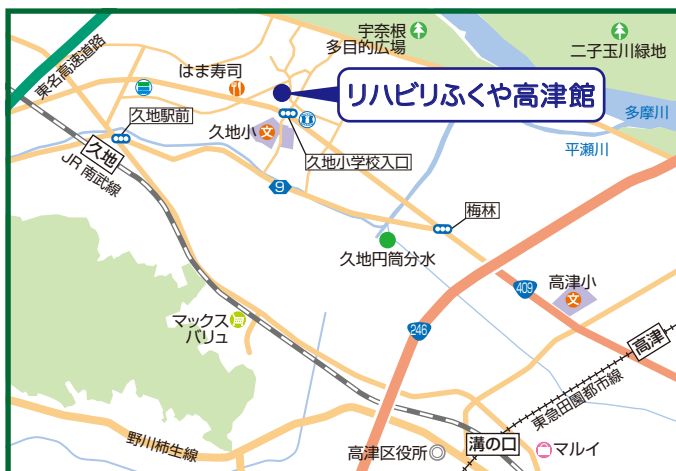 宇奈根
多目的広場
二子玉川緑地
東名高速道路
はま寿司
リハビリふくや高津館
多摩川
久地駅前
久地小
文
平瀬川
久地
久地小学校入口
JR南武線
9
梅林
久地円筒分水
409
高津小
文
マックス
バリュ
246
高津
東急田園都市線
野川柿生線
高津区役所
溝の口
マルイ